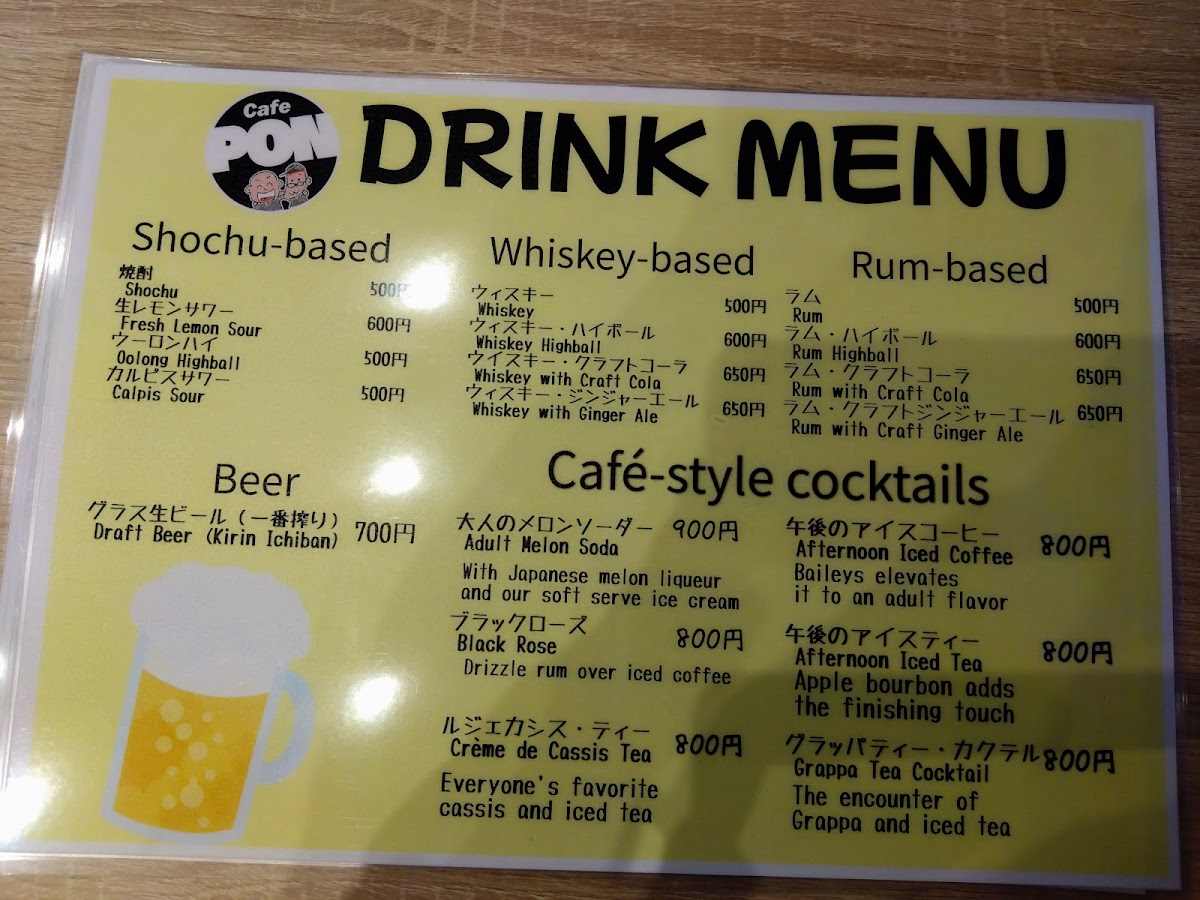 Cafe
PON
DRINK MENU
Shochu-based
焼酎
Shochu 500円
生レモンサワー
Fresh Lemon Sour 600円
ウーロンハイ
Oolong Highball 500円
カルピスサワー
Calpis Sour 500円
Whiskey-based
ウィスキー
Whiskey 500円
ウィスキー・ハイボール
Whiskey Highball 600円
ウイスキー・クラフトコーラ
Whiskey with Craft Cola 650円
ウィスキー・ジンジャーエール
Whiskey with Ginger Ale 650円
Rum-based
ラム
Rum 500円
ラム・ハイボール
Rum Highball 600円
ラム・クラフトコーラ
Rum with Craft Cola 650円
ラム・クラフトジンジャーエール 650円
Rum with Craft Ginger Ale
Beer
グラス生ビール（一番搾り）
Draft Beer (Kirin Ichiban) 700円
Café-style cocktails
大人のメロンソーダー 900円
Adult Melon Soda
With Japanese melon liqueur
and our soft serve ice cream
ブラックローズ
Black Rose 800円
Drizzle rum over iced coffee
ルジェカシス・ティー
Crème de Cassis Tea 800円
Everyone's favorite
cassis and iced tea
午後のアイスコーヒー
Afternoon Iced Coffee 800円
Baileys elevates
it to an adult flavor
午後のアイスティー
Afternoon Iced Tea 800円
Apple bourbon adds
the finishing touch
グラッパティー・カクテル 800円
Grappa Tea Cocktail
The encounter of
Grappa and iced tea